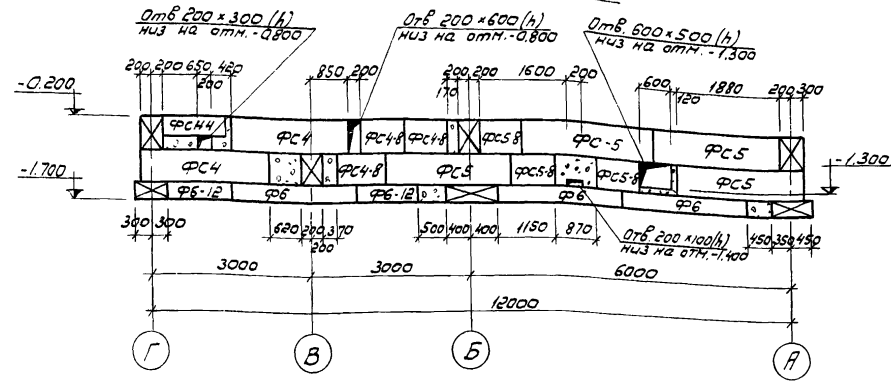 Отв 200×300(h)
низ на отм.-0,800
Отв 200×600(h)
низ на отм.-0,800
Отв. 600×500(h)
низ на отм.-1,300
200 200 650 420 850 200 200 200 1600 200 600 1880 200 300
200 170 120
-0.200
ФСН4 ФС4 ФС4-8 ФС4-8 ФС5-8 ФС-5 ФС5
-1.700
ФС4 ФС4-8 ФС5 ФС5-8 ФС5-8 ФС5
-1.300
Ф6-12 Ф6 Ф6-12 Ф6 Ф6
300 300 620 200 370 500 400 400 1150 870 450 350 450
200
Отв. 200×100(h)
низ на отм.-1.400
3000 3000 6000
12000
Г В Б А